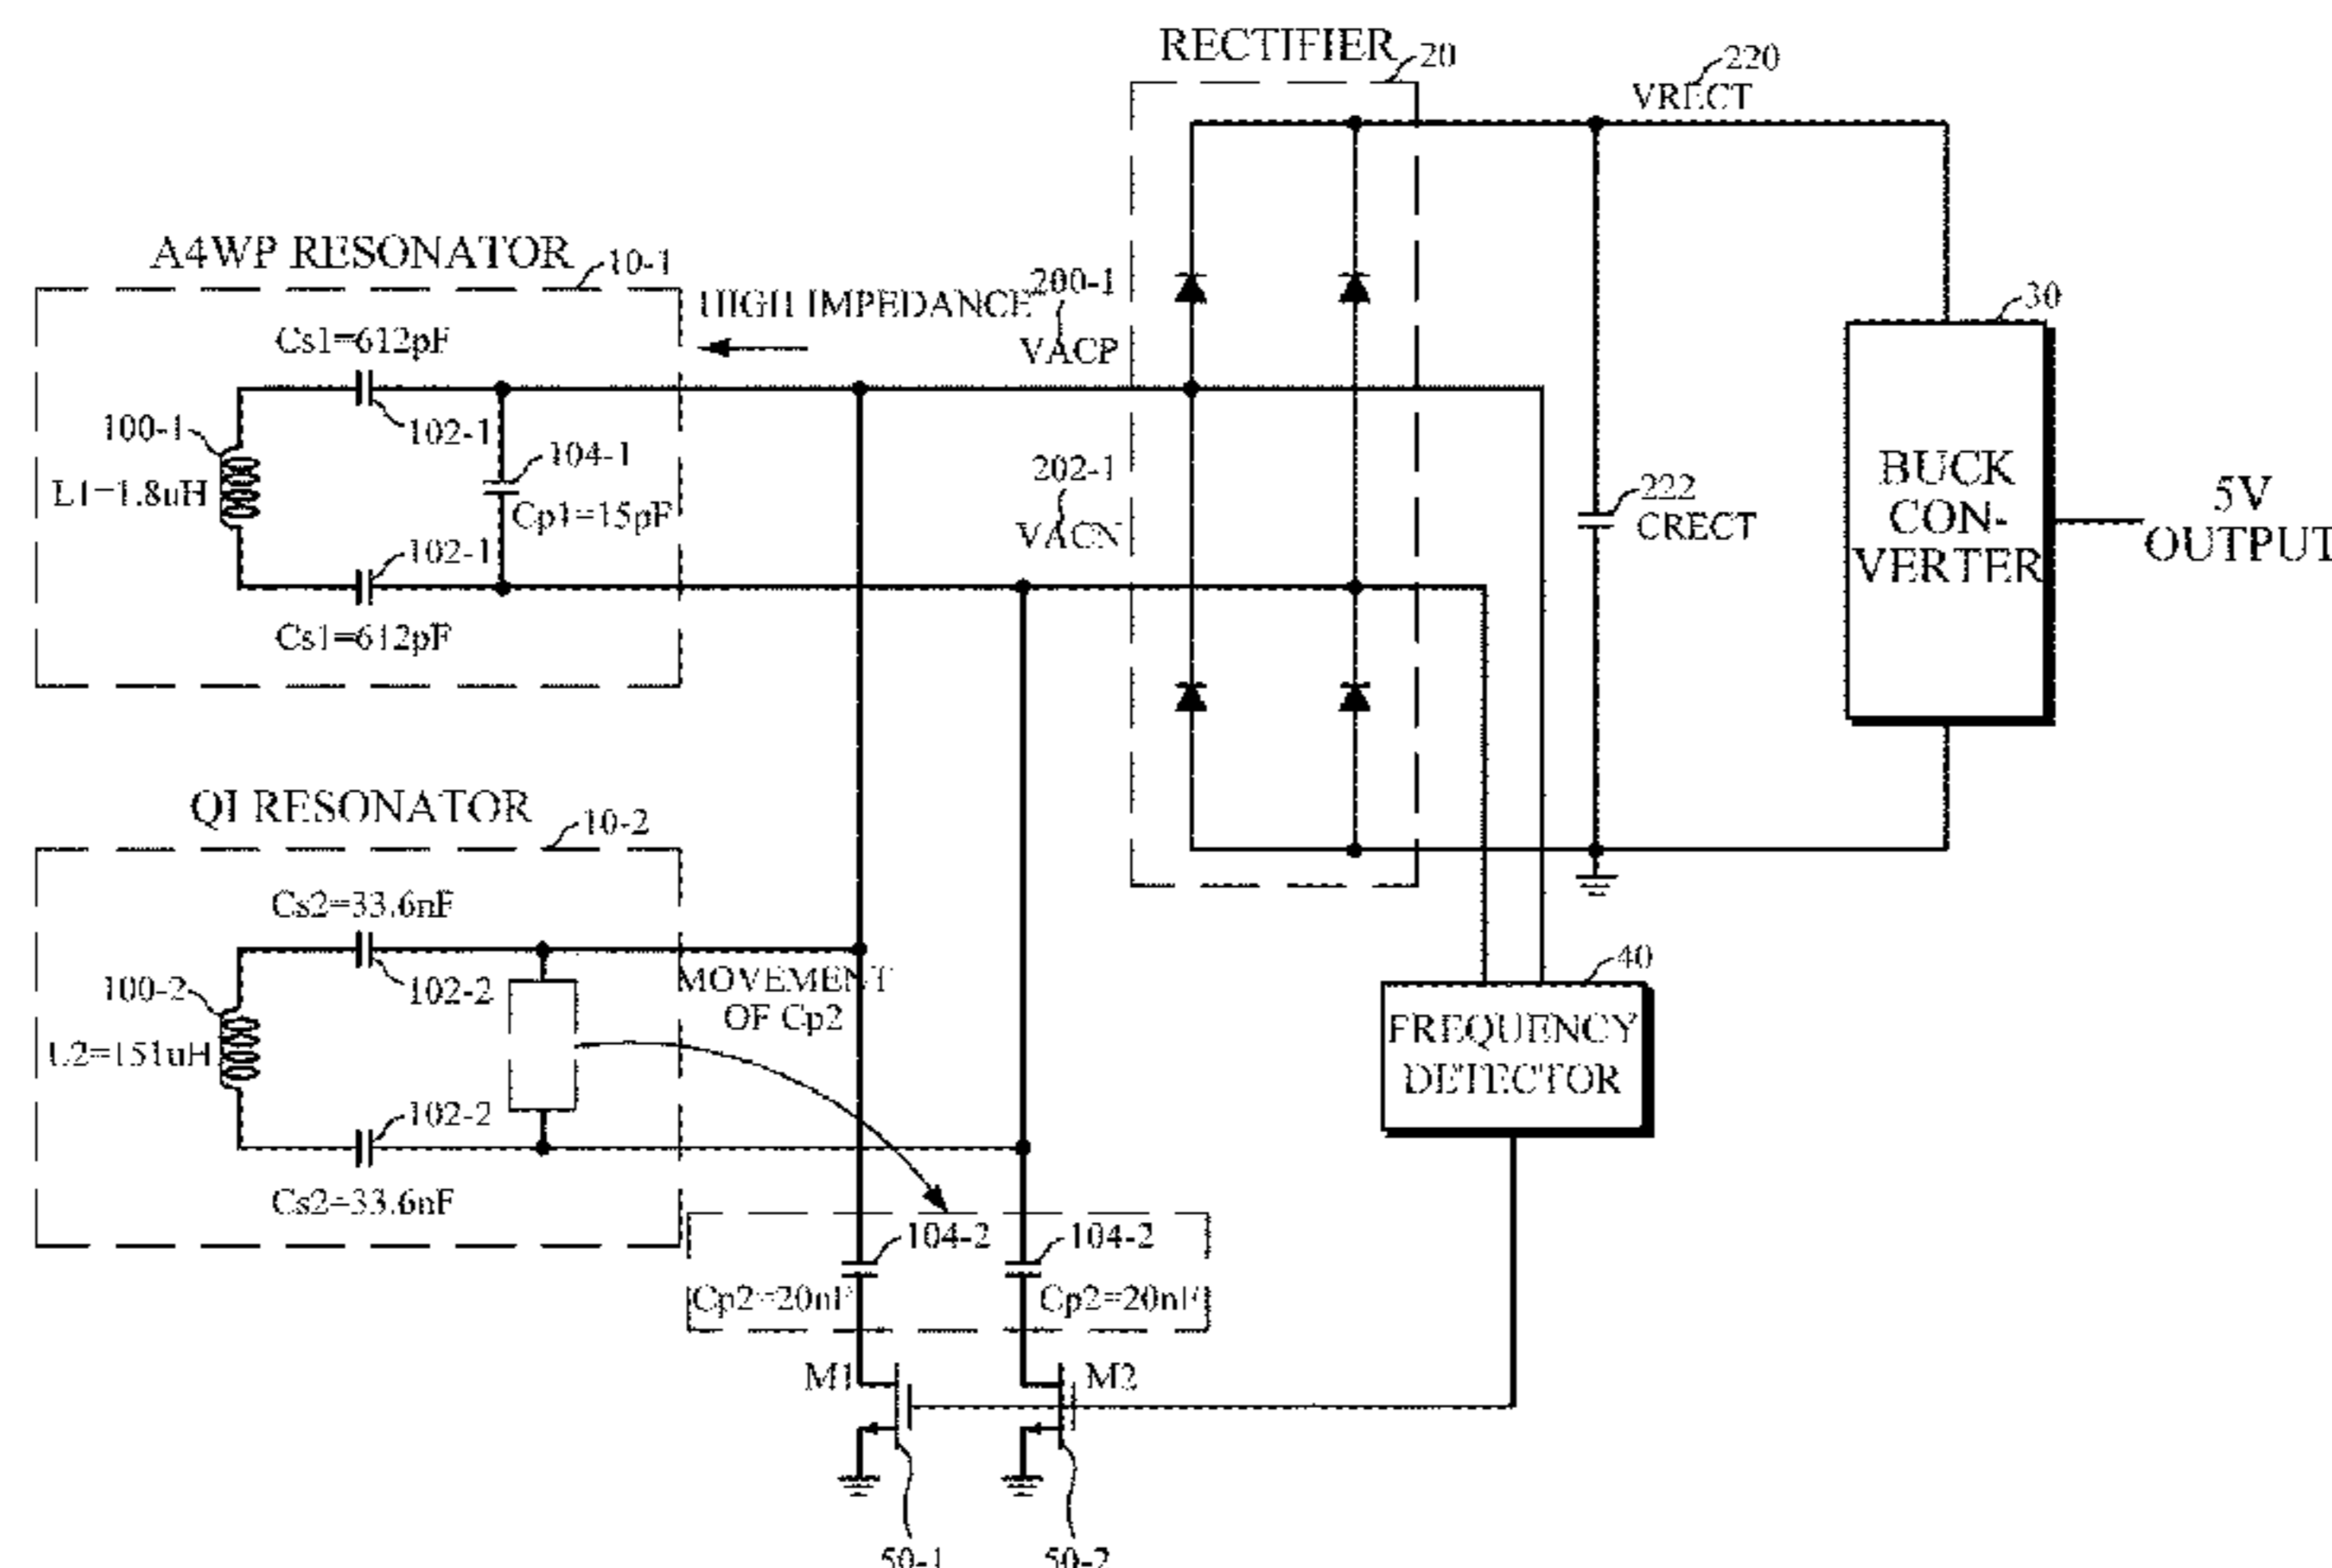 RECTIFIER 20
220
VRECT
A4WP RESONATOR 10-1
HIGH IMPEDANCE
200-1
VACP
30
Cs1=612pF
102-1
100-1
L1=1.8uH
104-1
Cp1=15pF
102-1
Cs1=612pF
202-1
VACN
222
CRECT
BUCK
CON-
VERTER
5V
OUTPUT
QI RESONATOR 10-2
Cs2=33.6nF
102-2
100-2
L2=151uH
102-2
Cs2=33.6nF
MOVEMENT
OF Cp2
40
FREQUENCY
DETECTOR
104-2
104-2
Cp2=20nF
Cp2=20nF
M1
M2
50-1
50-2